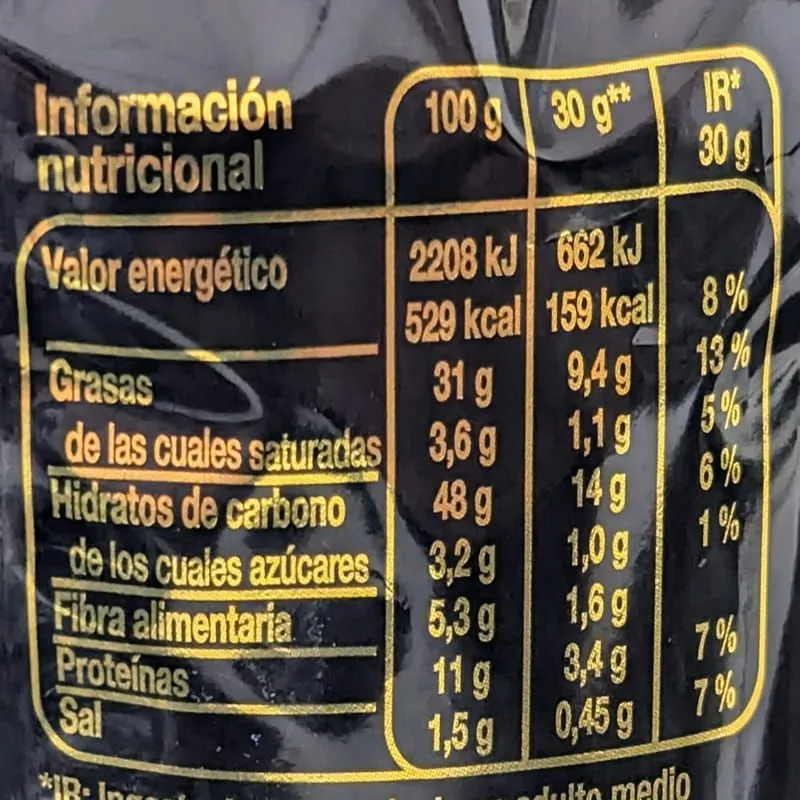 Información nutricional 100 g 30 g** IR* 30 g
Valor energético 2208 kJ 662 kJ
529 kcal 159 kcal 8 %
Grasas 31 g 9,4 g 13 %
de las cuales saturadas 3,6 g 1,1 g 5 %
Hidratos de carbono 48 g 14 g 6 %
de los cuales azúcares 3,2 g 1,0 g 1 %
Fibra alimentaria 5,3 g 1,6 g
Proteínas 11 g 3,4 g 7 %
Sal 1,5 g 0,45 g 7 %
*IR: adulto medio